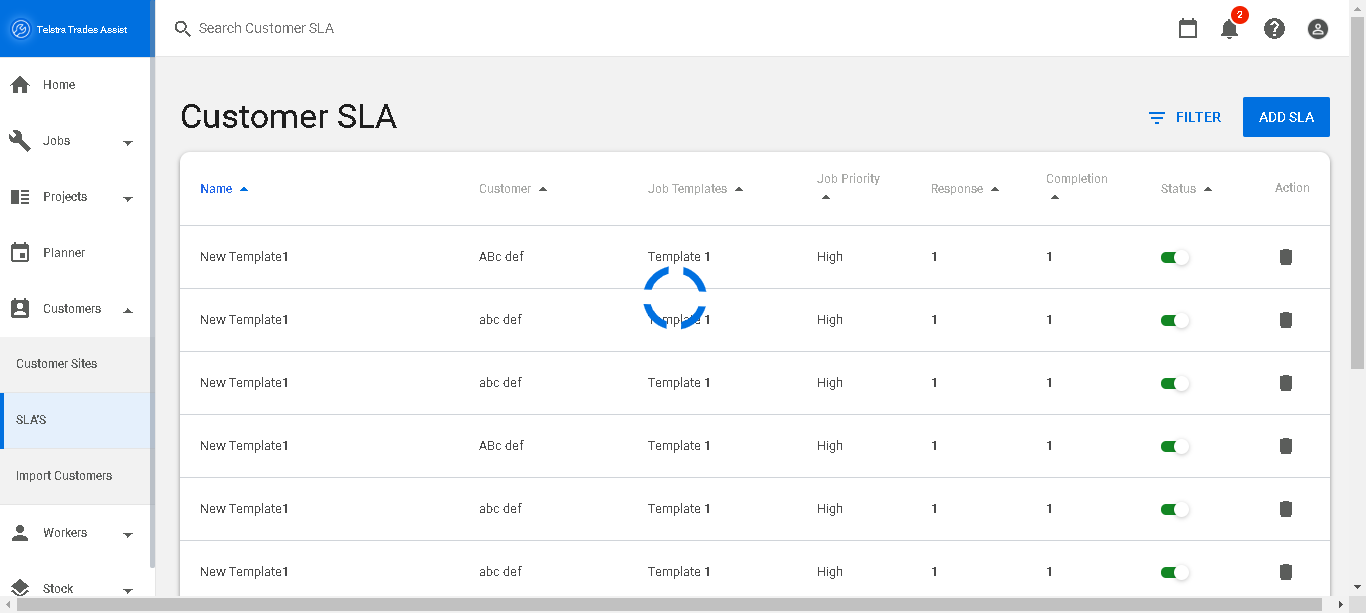 Telstra Trades Assist
Search Customer SLA
2
Home
Jobs
Projects
Planner
Customers
Customer Sites
SLA'S
Import Customers
Workers
Stock
Customer SLA
FILTER
ADD SLA
Name Customer Job Templates Job Priority Response Completion Status Action
New Template1 ABc def Template 1 High 1 1
New Template1 abc def Template 1 High 1 1
New Template1 abc def Template 1 High 1 1
New Template1 ABc def Template 1 High 1 1
New Template1 abc def Template 1 High 1 1
New Template1 abc def Template 1 High 1 1